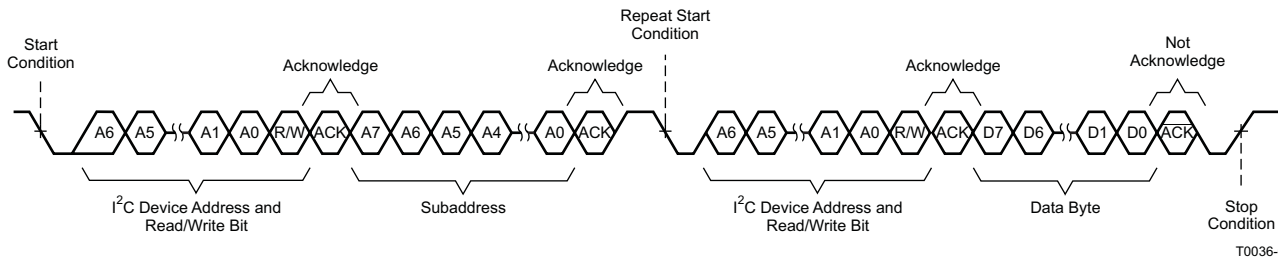 Repeat Start
Condition
Start
Condition
Not
Acknowledge
Acknowledge
Acknowledge
Acknowledge
A6 A5 A1 A0 R/W ACK A7 A6 A5 A4 A0 ACK A6 A5 A1 A0 R/W ACK D7 D6 D1 D0 ACK
I²C Device Address and
Read/Write Bit
Subaddress
I²C Device Address and
Read/Write Bit
Data Byte
Stop
Condition
T0036-